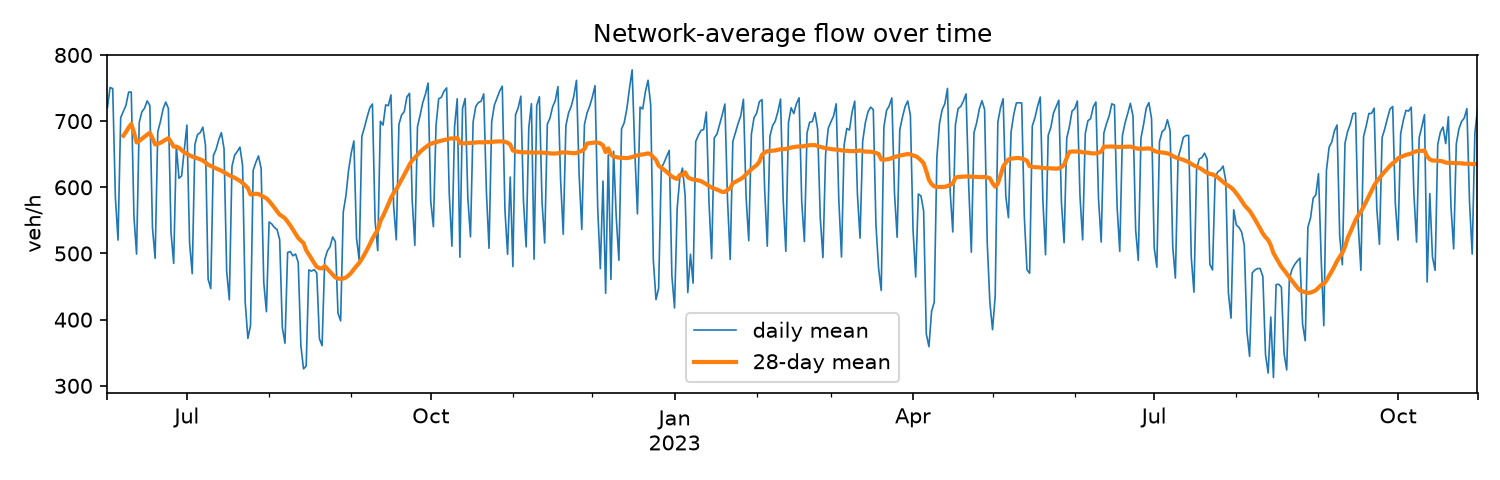 Network-average flow over time
800
700
600
500
400
300
veh/h
daily mean
28-day mean
Jul
Oct
Jan
2023
Apr
Jul
Oct